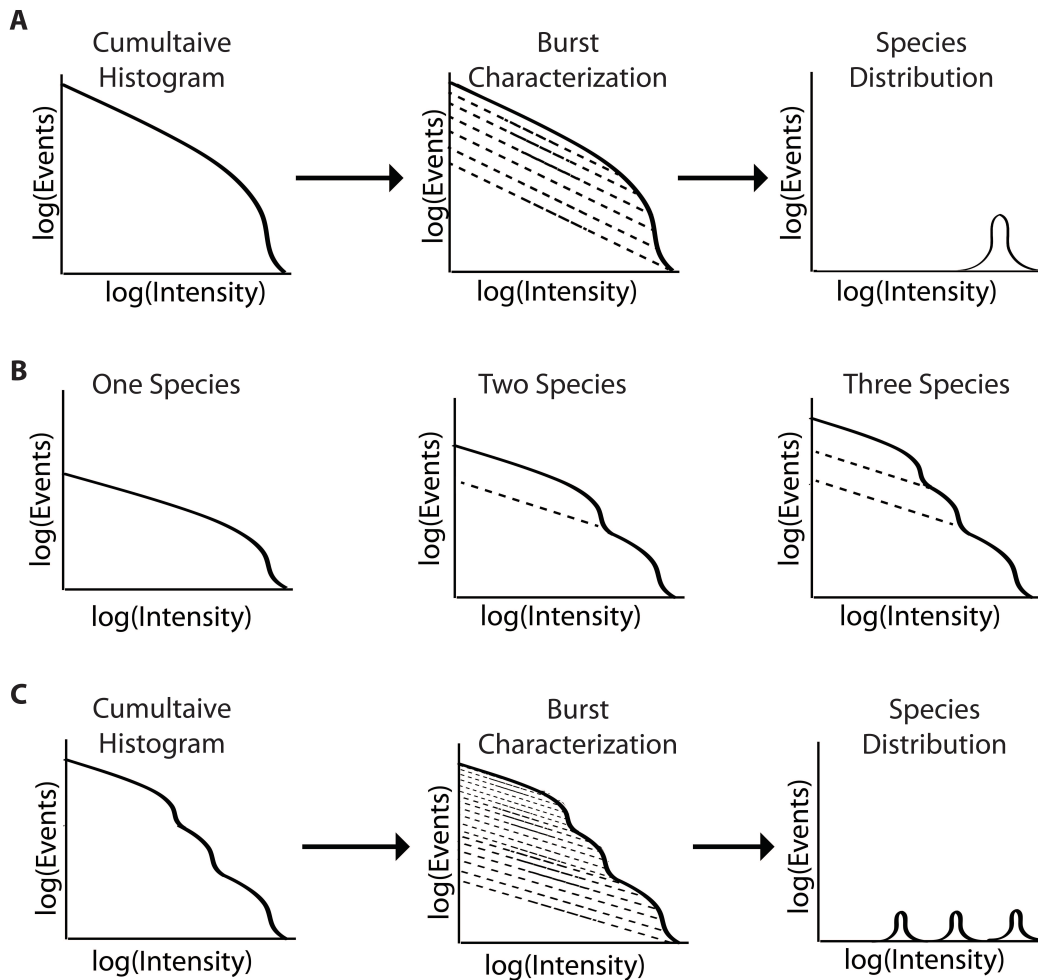 A
Cumultaive
Histogram
log(Events)
log(Intensity)
Burst
Characterization
log(Events)
log(Intensity)
Species
Distribution
log(Events)
log(Intensity)
B
One Species
log(Events)
log(Intensity)
Two Species
log(Events)
log(Intensity)
Three Species
log(Events)
log(Intensity)
C
Cumultaive
Histogram
log(Events)
log(Intensity)
Burst
Characterization
log(Events)
log(Intensity)
Species
Distribution
log(Events)
log(Intensity)